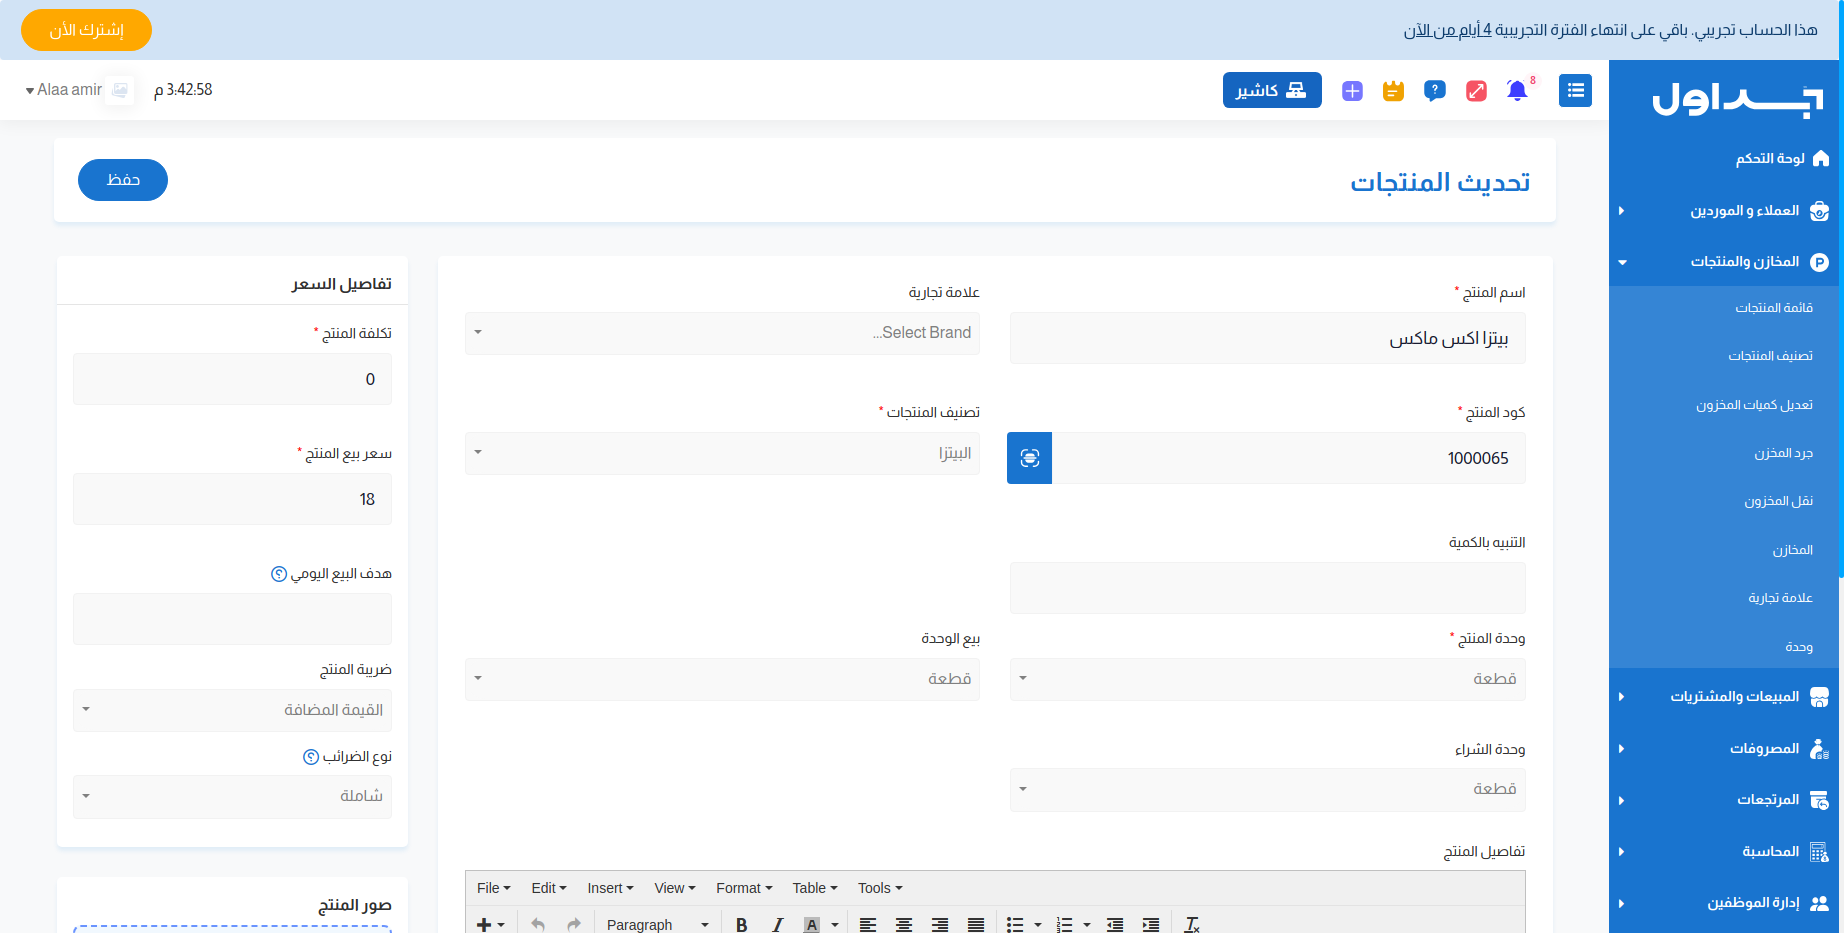 هذا الحساب تجريبي. باقي على انتهاء الفترة التجريبية 4 أيام من الآن
إشترك الأن
بداول
8
كاشير
3:42:58 م
Alaa amir
لوحة التحكم
العملاء و الموردين
المخازن والمنتجات
قائمة المنتجات
تصنيف المنتجات
تعديل كميات المخزون
جرد المخزن
نقل المخزون
المخازن
علامة تجارية
وحدة
المبيعات والمشتريات
المصروفات
المرتجعات
المحاسبة
إدارة الموظفين
تحديث المنتجات
حفظ
اسم المنتج *
بيتزا اكس ماكس
علامة تجارية
Select Brand...
كود المنتج *
1000065
تصنيف المنتجات *
البيتزا
التنبيه بالكمية
وحدة المنتج *
قطعة
بيع الوحدة
قطعة
وحدة الشراء
قطعة
تفاصيل المنتج
File Edit Insert View Format Table Tools
Paragraph B I A
تفاصيل السعر
تكلفة المنتج *
0
سعر بيع المنتج *
18
هدف البيع اليومي
ضريبة المنتج
القيمة المضافة
نوع الضرائب
شاملة
صور المنتج